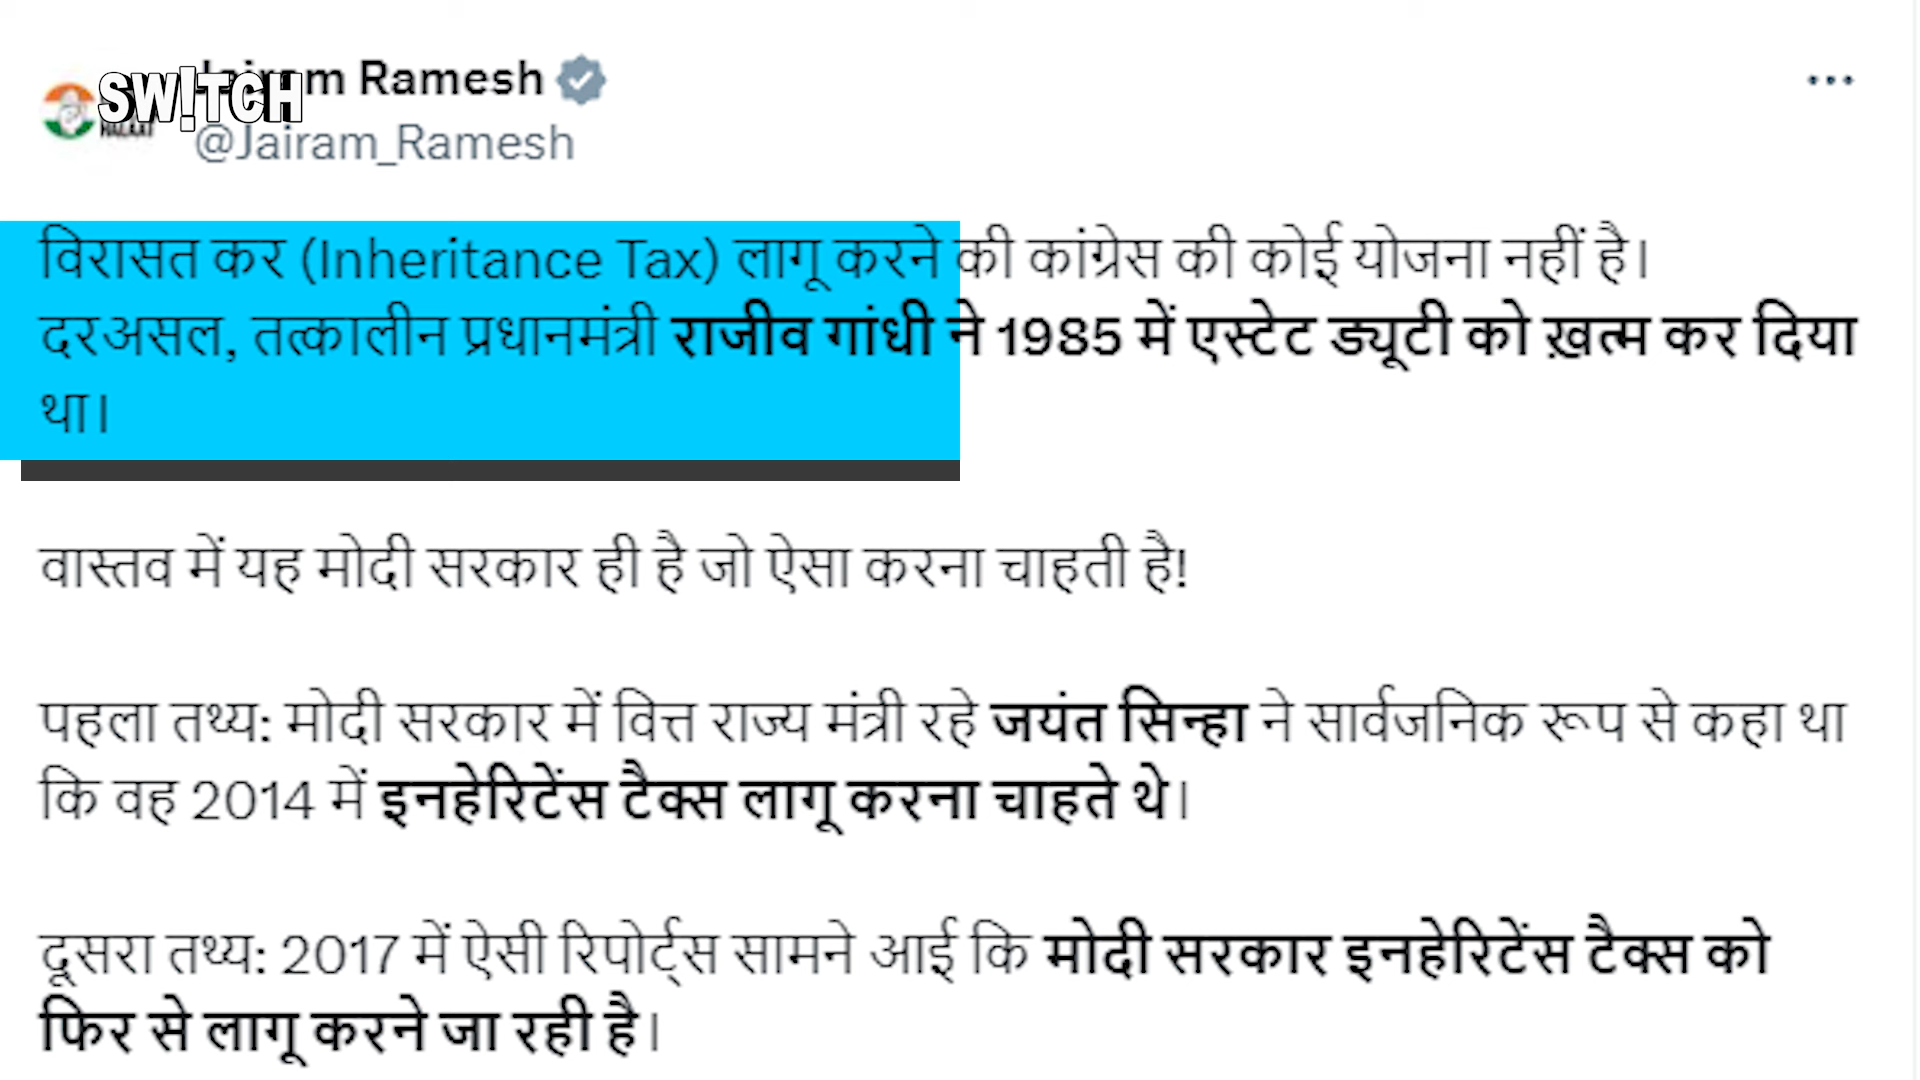 SW!TCH
Ramesh
@Jairam_Ramesh
विरासत कर (Inheritance Tax) लागू करने की कांग्रेस की कोई योजना नहीं है।
दरअसल, तत्कालीन प्रधानमंत्री राजीव गांधी ने 1985 में एस्टेट ड्यूटी को ख़त्म कर दिया
था।
वास्तव में यह मोदी सरकार ही है जो ऐसा करना चाहती है!
पहला तथ्य: मोदी सरकार में वित्त राज्य मंत्री रहे जयंत सिन्हा ने सार्वजनिक रूप से कहा था
कि वह 2014 में इनहेरिटेंस टैक्स लागू करना चाहते थे।
दूसरा तथ्य: 2017 में ऐसी रिपोर्ट्स सामने आई कि मोदी सरकार इनहेरिटेंस टैक्स को
फिर से लागू करने जा रही है।